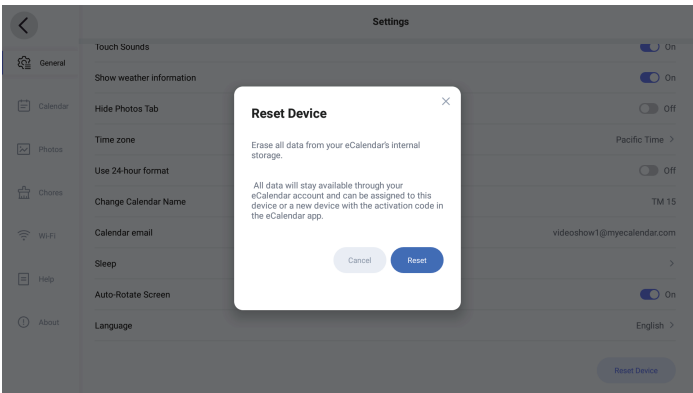 Settings
Touch Sounds On
General
Show weather information On
Calendar
Hide Photos Tab Off
Time zone Pacific Time >
Photos
Use 24-hour format Off
Chores
Change Calendar Name TM 15
Wi-Fi
Calendar email videoshow1@myecalendar.com
Sleep >
Help
Auto-Rotate Screen On
About
Language English >
Reset Device
Reset Device
Erase all data from your eCalendar's internal
storage.
All data will stay available through your
eCalendar account and can be assigned to this
device or a new device with the activation code in
the eCalendar app.
Cancel Reset